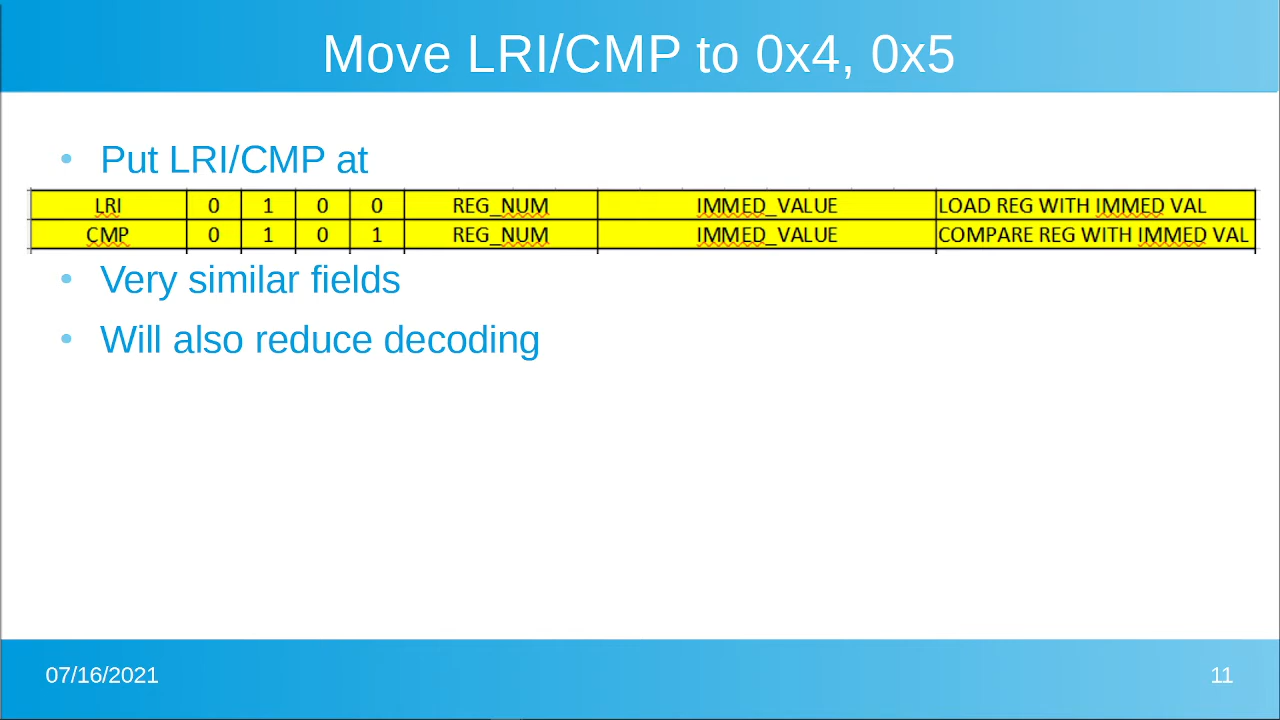 Move LRI/CMP to 0x4, 0x5
• Put LRI/CMP at
LRI 0 1 0 0 REG_NUM IMMED_VALUE LOAD REG WITH IMMED VAL
CMP 0 1 0 1 REG_NUM IMMED_VALUE COMPARE REG WITH IMMED VAL
• Very similar fields
• Will also reduce decoding
07/16/2021 11